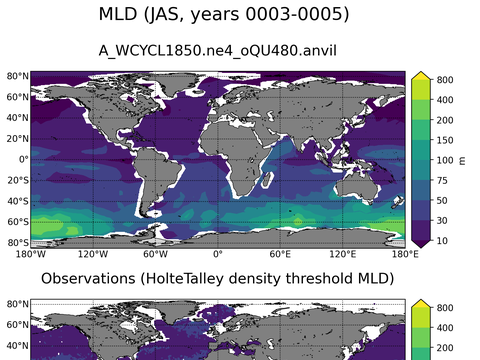 MLD (JAS, years 0003-0005)
A_WCYCL1850.ne4_oQU480.anvil
80°N
60°N
40°N
20°N
0°
20°S
40°S
60°S
80°S
180°W 120°W 60°W 0° 60°E 120°E 180°E
800
400
200
150
100
75
50
30
10
m
Observations (HolteTalley density threshold MLD)
80°N
60°N
40°N
800
400
200